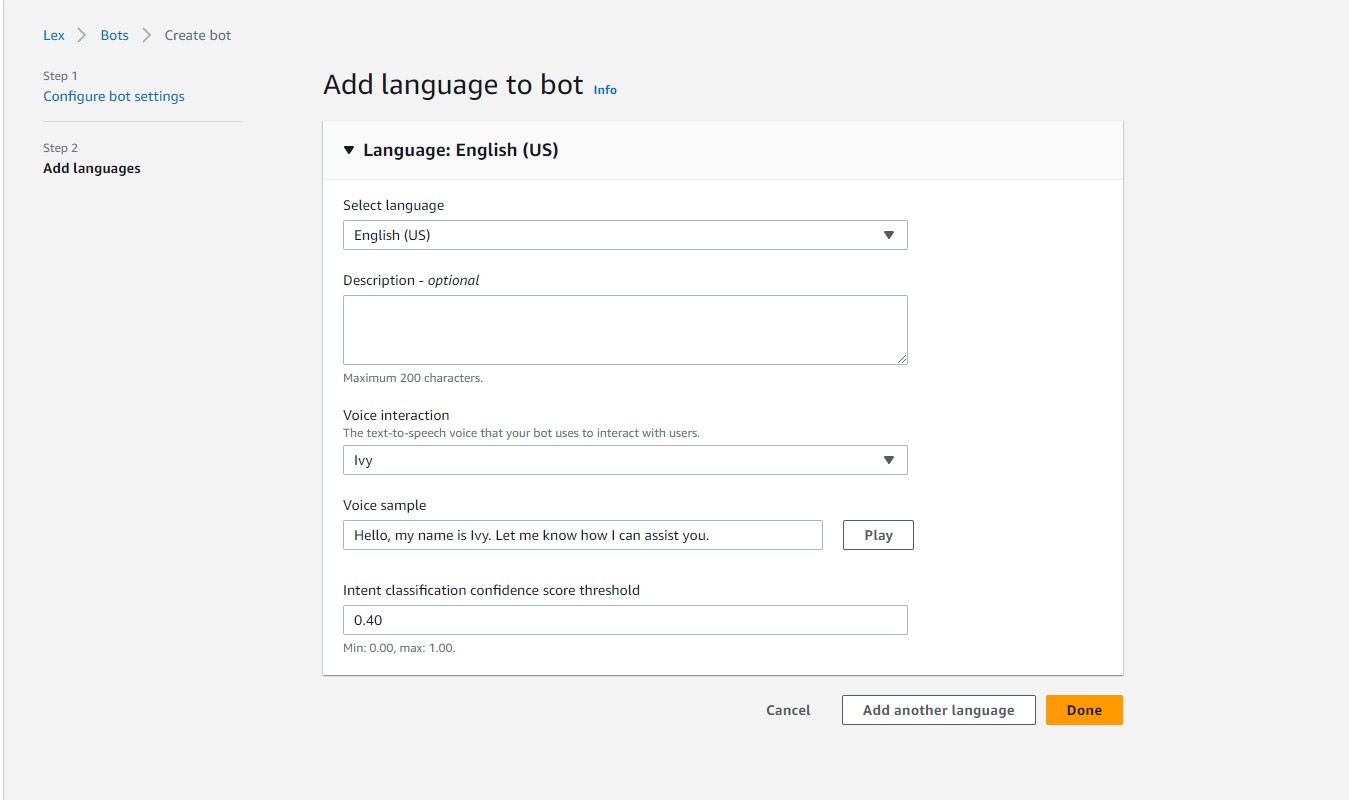 Lex > Bots > Create bot
Step 1
Configure bot settings
Step 2
Add languages
Add language to bot Info
Language: English (US)
Select language
English (US)
Description - optional
Maximum 200 characters.
Voice interaction
The text-to-speech voice that your bot uses to interact with users.
Ivy
Voice sample
Hello, my name is Ivy. Let me know how I can assist you.
Play
Intent classification confidence score threshold
0.40
Min: 0.00, max: 1.00.
Cancel Add another language Done